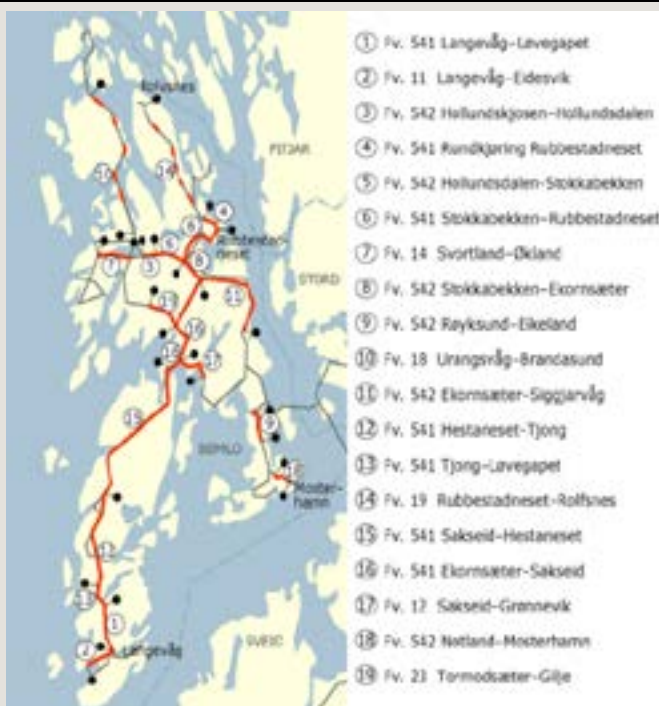 Rolfsnes
FITJAR
Rubbestad-
neset
STORD
BØMLO
Moster-
hamn
SVEIO
Langevåg
1 Fv. 541 Langevåg-Løvegapet
2 Fv. 11 Langevåg-Eidesvik
3 Fv. 542 Hollundskjosen-Hollundsdalen
4 Fv. 541 Rundkjøring Rubbestadneset
5 Fv. 542 Hollundsdalen-Stokkabekken
6 Fv. 541 Stokkabekken-Rubbestadneset
7 Fv. 14 Svortland-Økland
8 Fv. 542 Stokkabekken-Ekornsæter
9 Fv. 542 Røyksund-Eikeland
10 Fv. 18 Urangsvåg-Brandasund
11 Fv. 542 Ekornsæter-Siggjarvåg
12 Fv. 541 Hestaneset-Tjong
13 Fv. 541 Tjong-Løvegapet
14 Fv. 19 Rubbestadneset-Rolfsnes
15 Fv. 541 Sakseid-Hestaneset
16 Fv. 541 Ekornsæter-Sakseid
17 Fv. 17 Sakseid-Grønnevik
18 Fv. 542 Notland-Mosterhamn
19 Fv. 23 Tormodsæter-Gilje